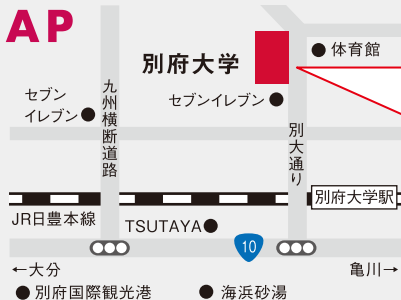 AP
別府大学
体育館
セブン
イレブン
九州横断道路
セブンイレブン
別大通り
別府大学駅
JR日豊本線
TSUTAYA
10
←大分
亀川→
別府国際観光港
海浜砂湯